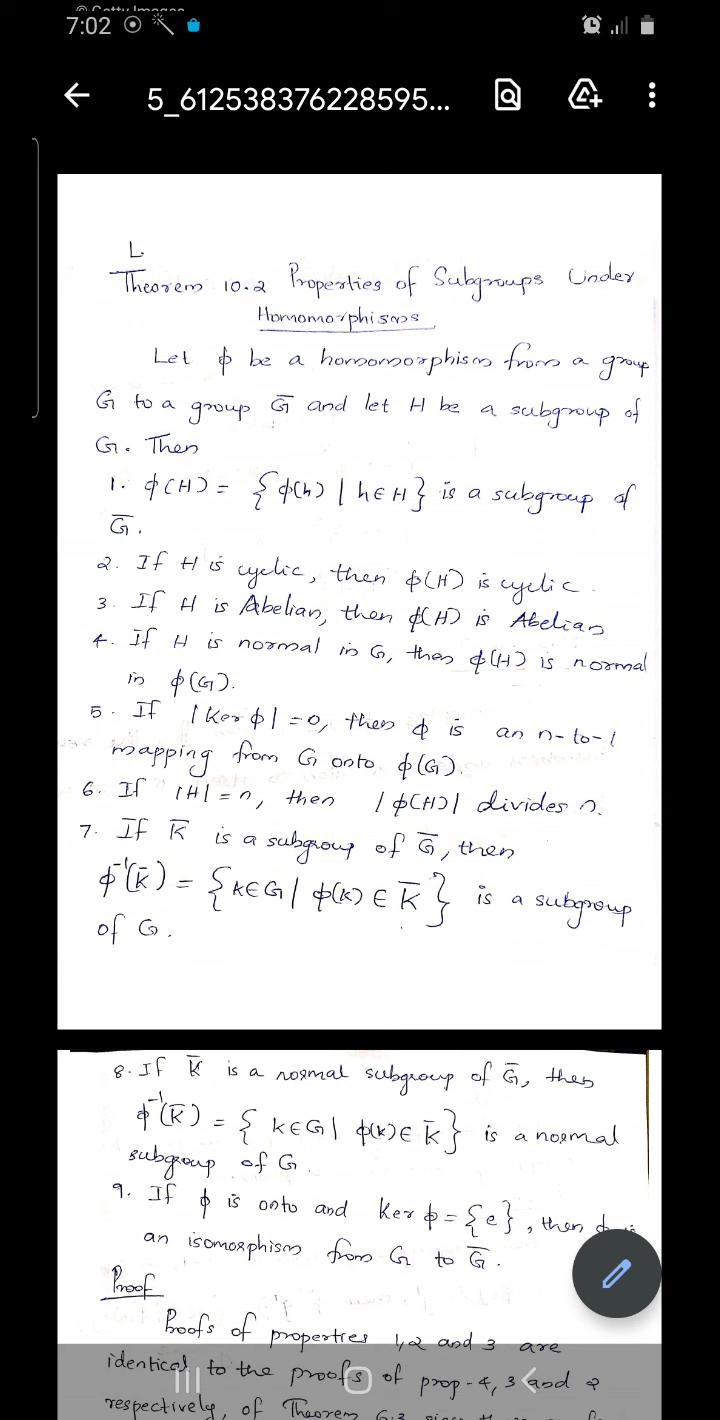 © Getty Images
7:02
5_612538376228595...
L
Theorem 10.2 Properties of Subgroups Under
Homomorphisms
Let φ be a homomorphism from a group
G to a group G̅ and let H be a subgroup of
G. Then
1. φ(H) = {φ(h) | h∈H} is a subgroup of
G̅.
2. If H is cyclic, then φ(H) is cyclic.
3. If H is Abelian, then φ(H) is Abelian
4. If H is normal in G, then φ(H) is normal
in φ(G).
5. If |Ker φ| = 0, then φ is an n-to-1
mapping from G onto φ(G).
6. If |H| = n, then |φ(H)| divides n.
7. If K̅ is a subgroup of G̅, then
φ⁻¹(K̅) = {k∈G | φ(k) ∈ K̅} is a subgroup
of G.
8. If K̅ is a normal subgroup of G̅, then
φ⁻¹(K̅) = {k∈G | φ(k)∈ K̅} is a normal
subgroup of G.
9. If φ is onto and Ker φ = {e}, then φ
an isomorphism from G to G̅.
Proof
Proofs of properties 1,2 and 3 are
identical to the proofs of prop-4, 3 and 2
respectively, of Theorem 6.3